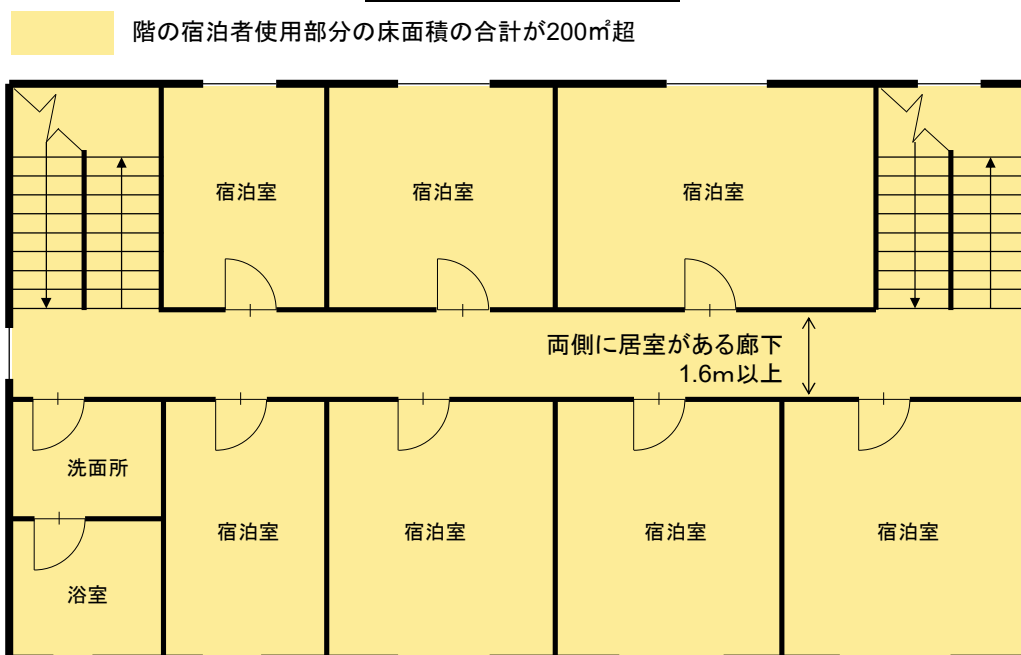 階の宿泊者使用部分の床面積の合計が200㎡超
宿泊室
宿泊室
宿泊室
両側に居室がある廊下
1.6m以上
洗面所
宿泊室
宿泊室
宿泊室
宿泊室
浴室